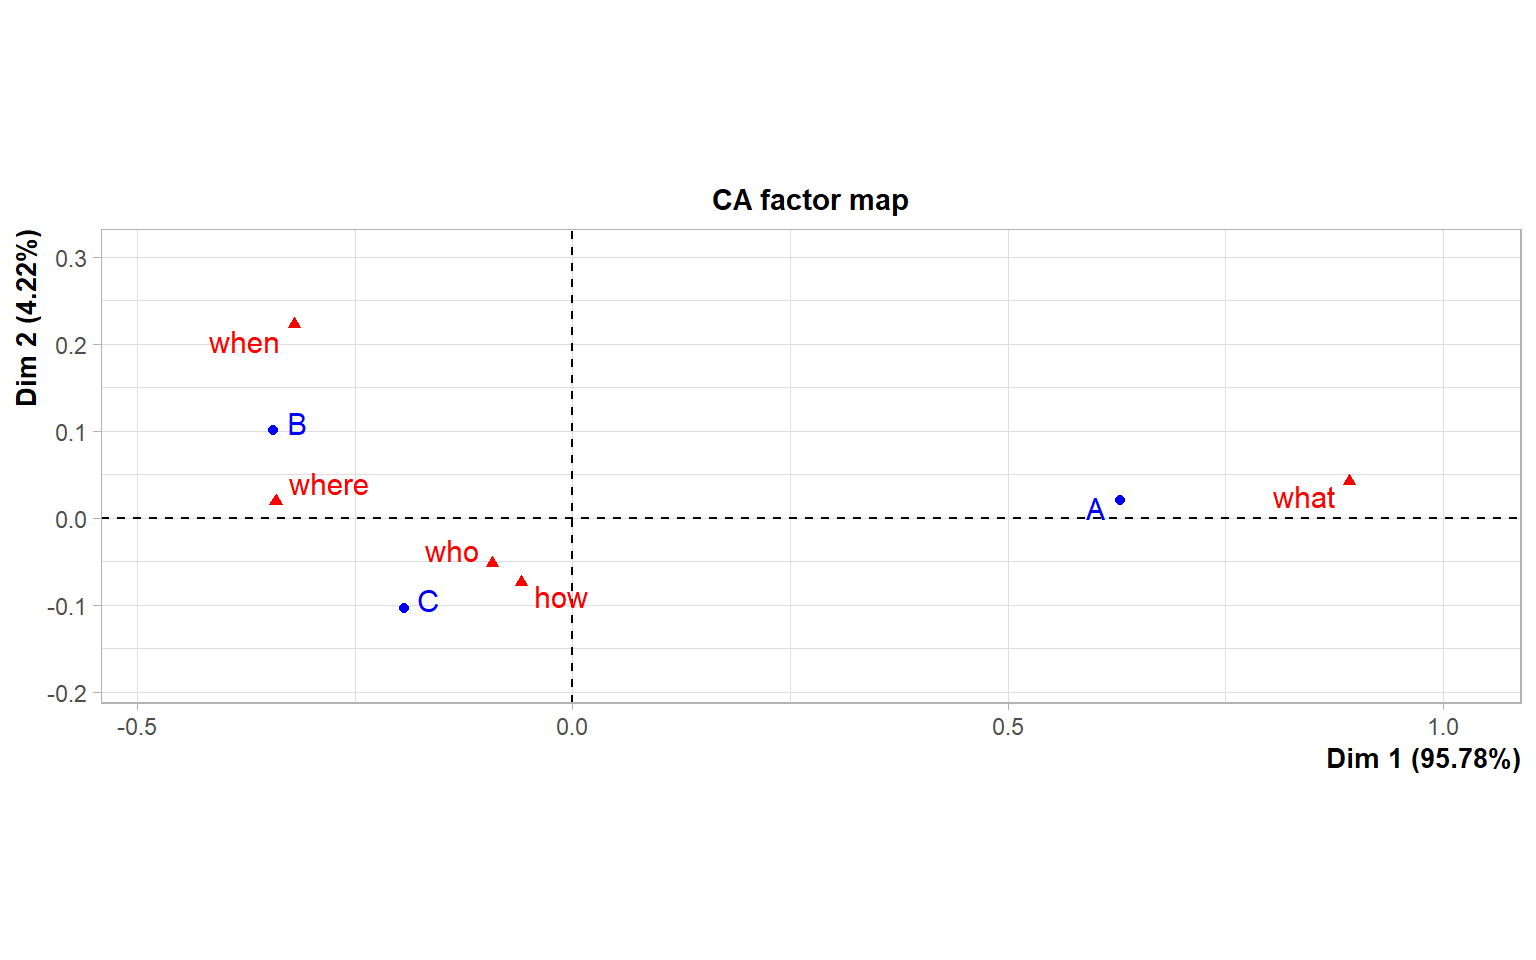 CA factor map
Dim 2 (4.22%)
0.3
0.2
0.1
0.0
-0.1
-0.2
when
B
where
who
how
C
A
what
-0.5
0.0
0.5
1.0
Dim 1 (95.78%)